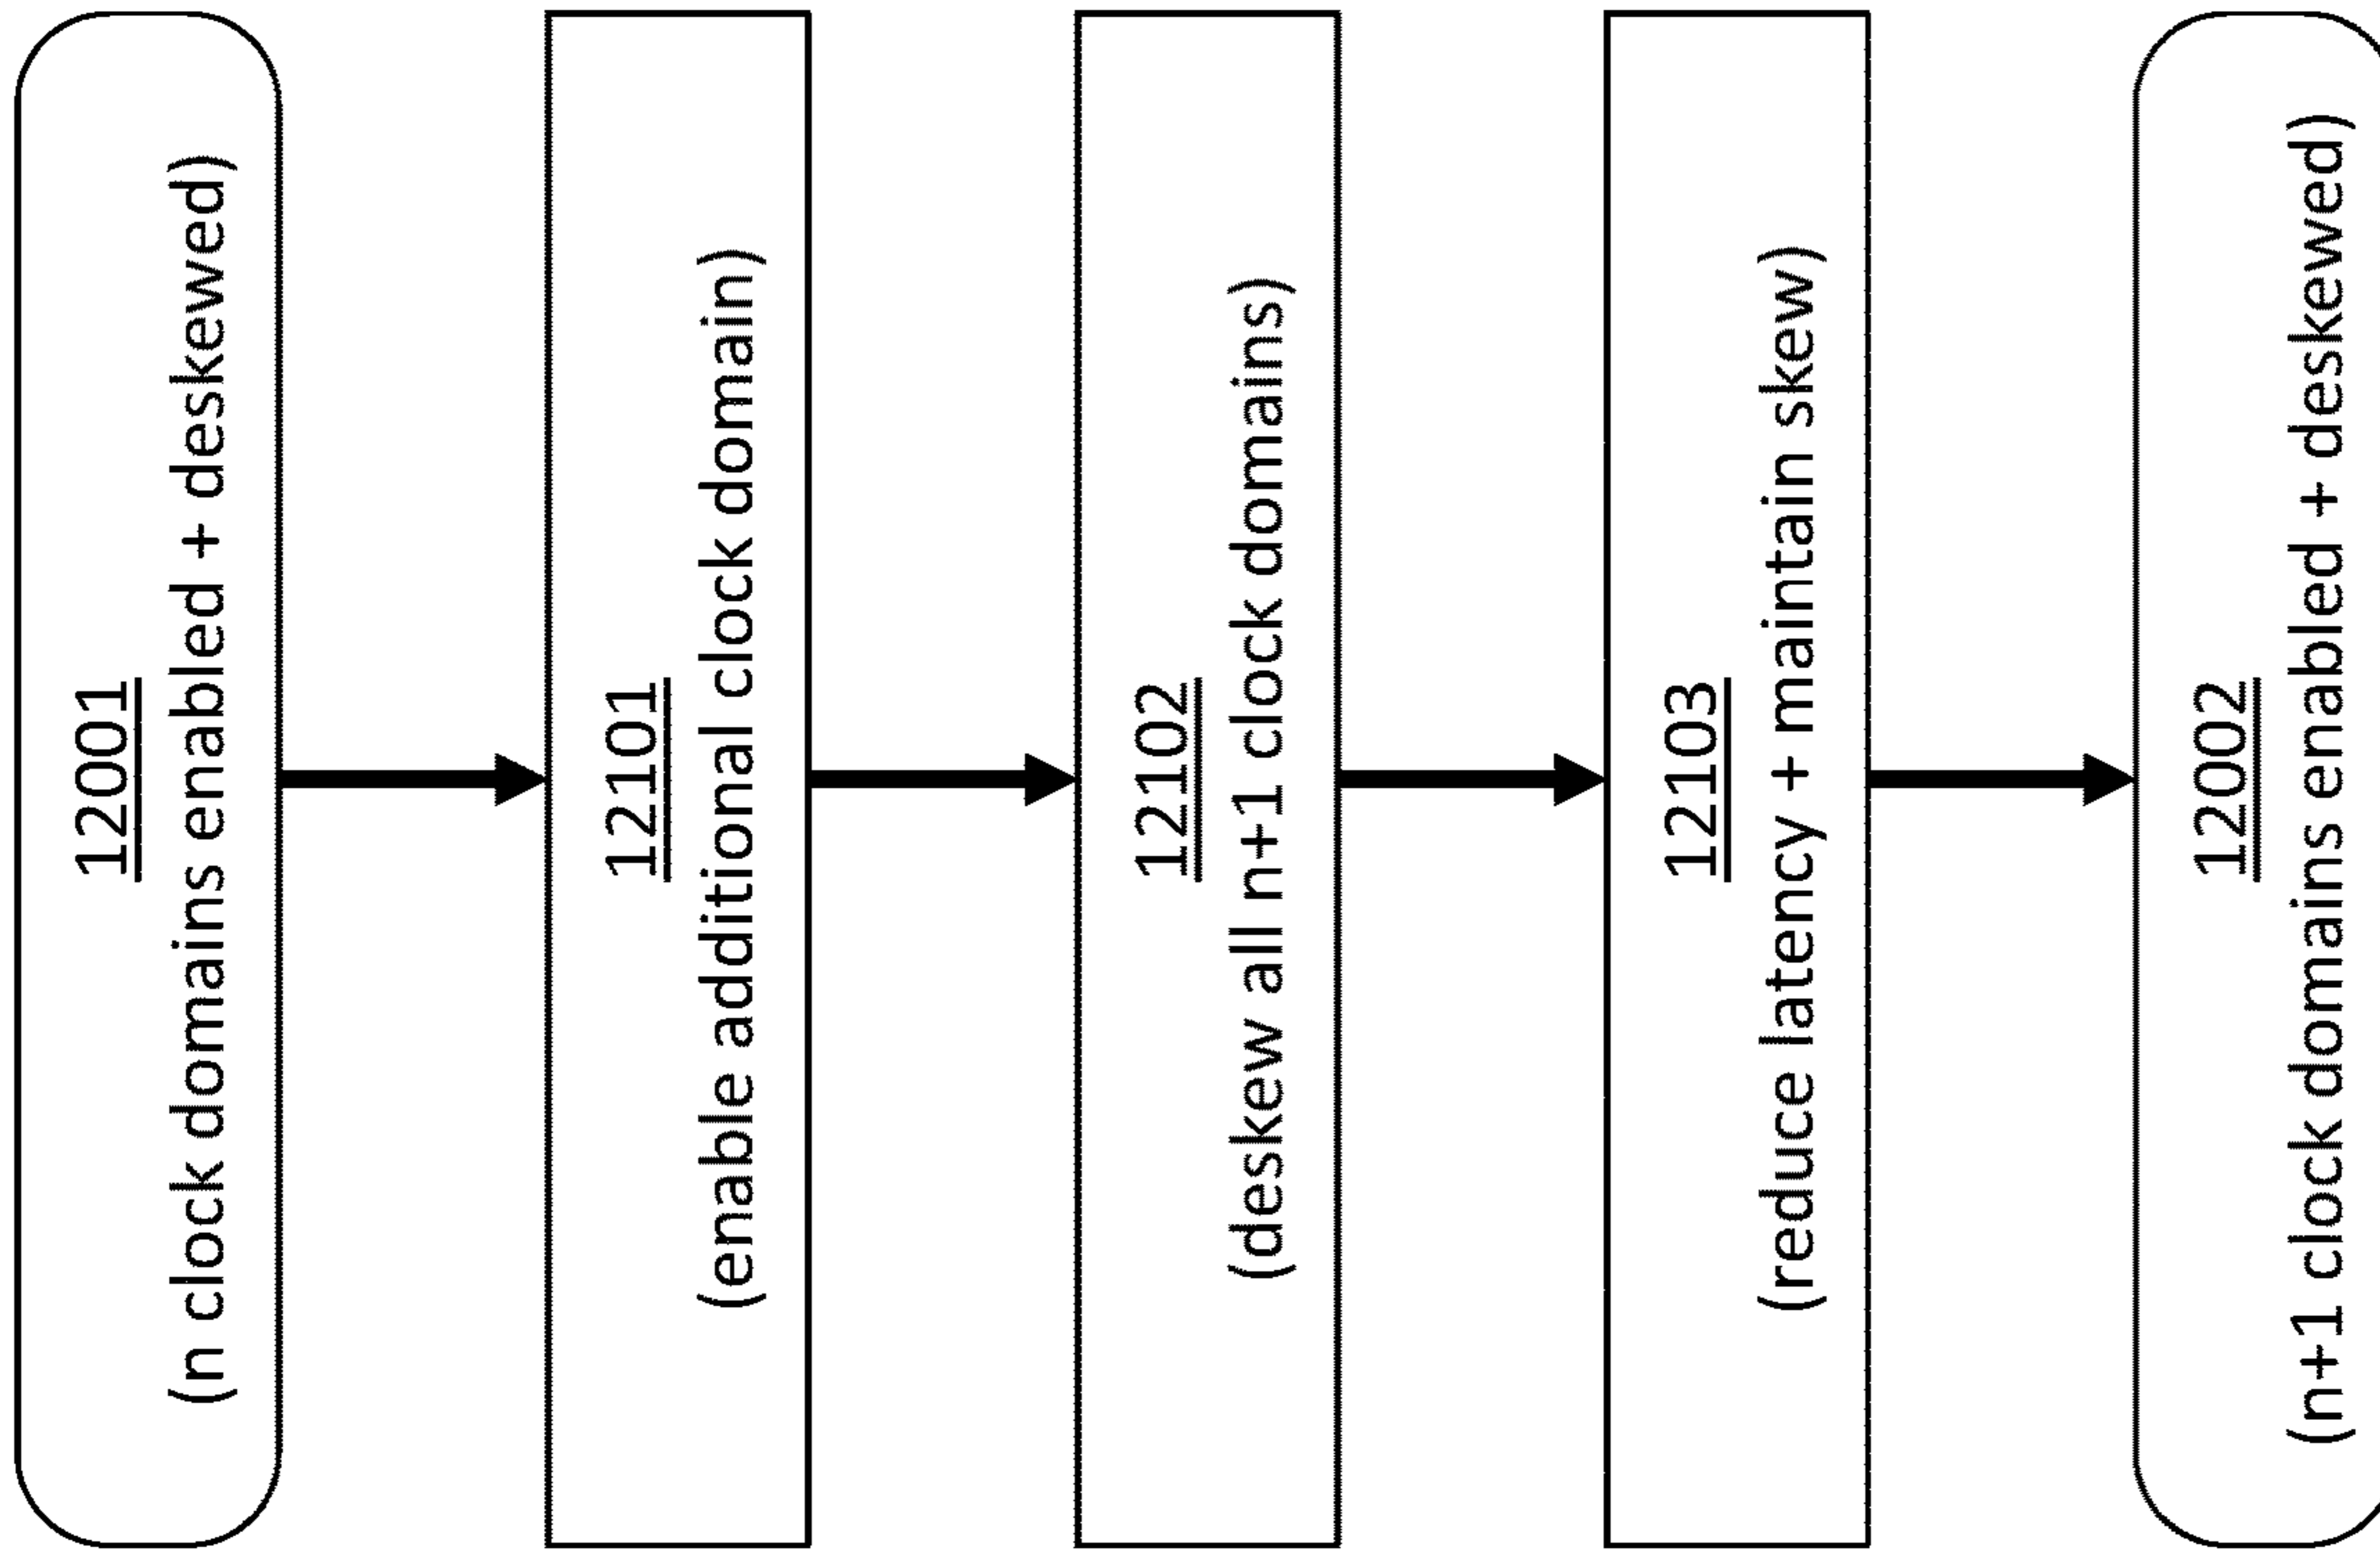 12001
(n clock domains enabled + deskewed)
12101
(enable additional clock domain)
12102
(deskew all n+1 clock domains)
12103
(reduce latency + maintain skew)
12002
(n+1 clock domains enabled + deskewed)